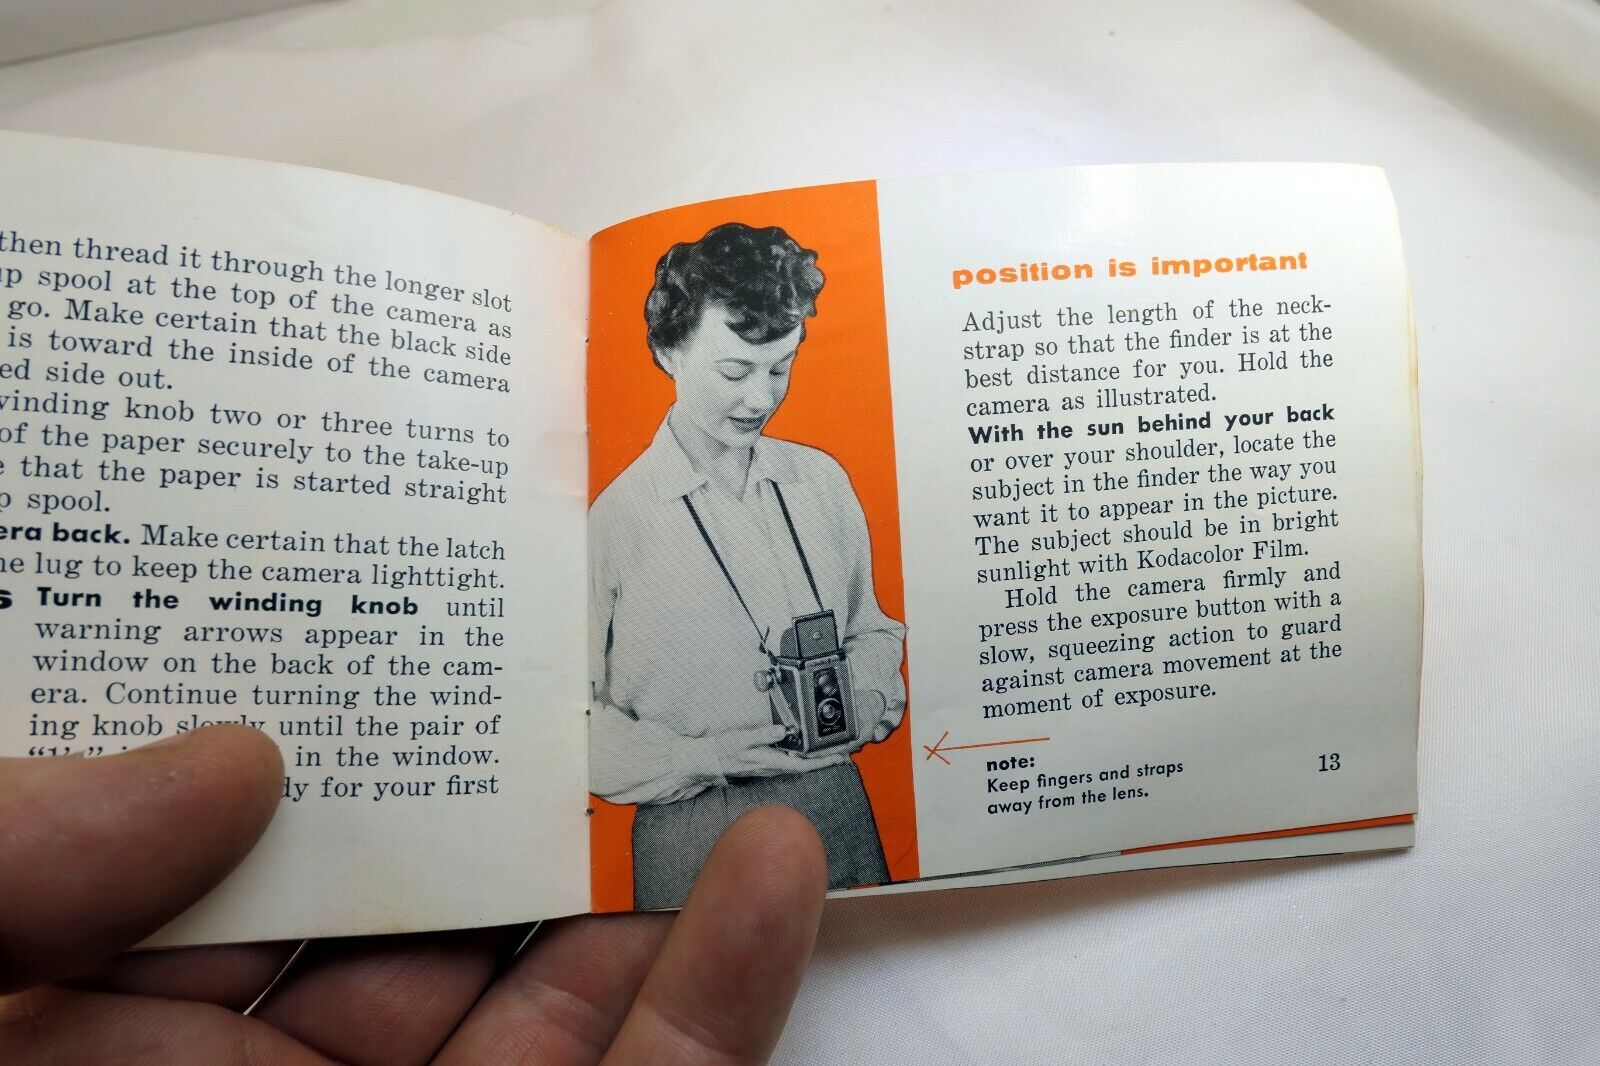 then thread it through the longer slot
up spool at the top of the camera as
go. Make certain that the black side
is toward the inside of the camera
ed side out.
winding knob two or three turns to
of the paper securely to the take-up
e that the paper is started straight
p spool.
era back. Make certain that the latch
he lug to keep the camera lighttight.
s Turn the winding knob until
warning arrows appear in the
window on the back of the cam-
era. Continue turning the wind-
ing knob slowly until the pair of
in the window.
dy for your first
position is important
Adjust the length of the neck-
strap so that the finder is at the
best distance for you. Hold the
camera as illustrated.
With the sun behind your back
or over your shoulder, locate the
subject in the finder the way you
want it to appear in the picture.
The subject should be in bright
sunlight with Kodacolor Film.
Hold the camera firmly and
press the exposure button with a
slow, squeezing action to guard
against camera movement at the
moment of exposure.
note:
Keep fingers and straps
away from the lens.
13